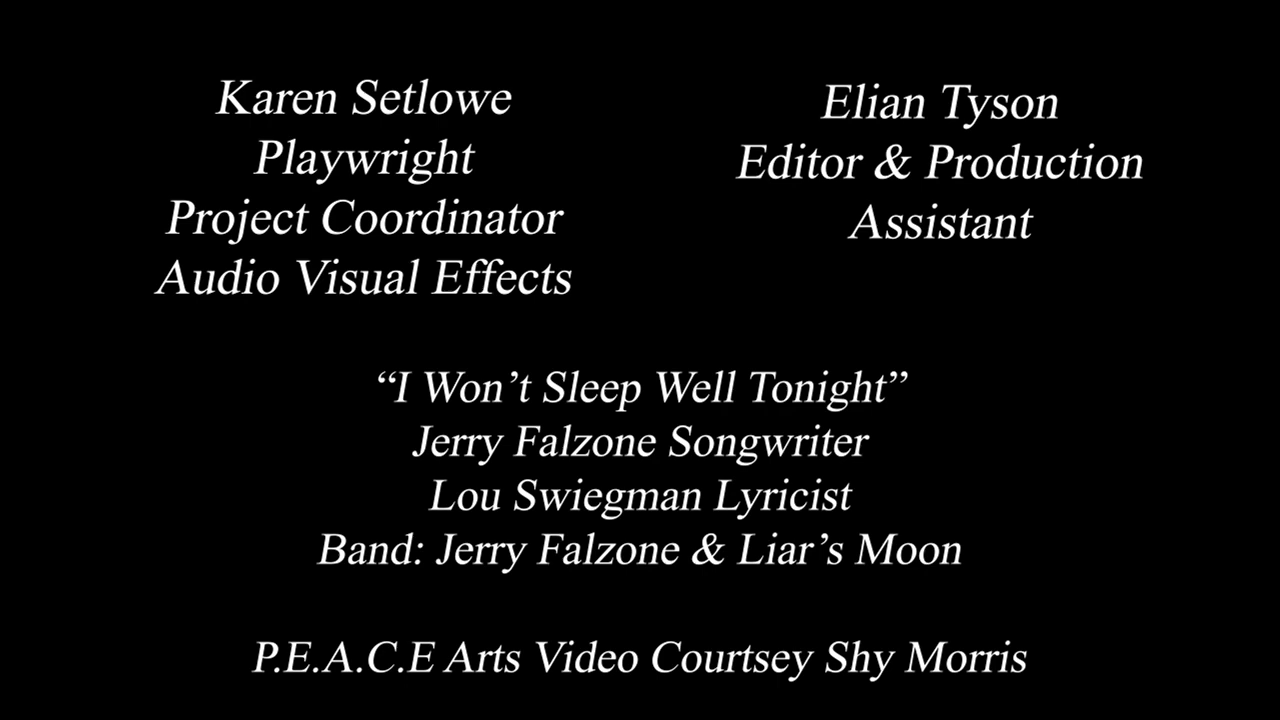 Karen Setlowe
Playwright
Project Coordinator
Audio Visual Effects
Elian Tyson
Editor & Production
Assistant
“I Won’t Sleep Well Tonight”
Jerry Falzone Songwriter
Lou Swiegman Lyricist
Band: Jerry Falzone & Liar’s Moon
P.E.A.C.E Arts Video Courtsey Shy Morris